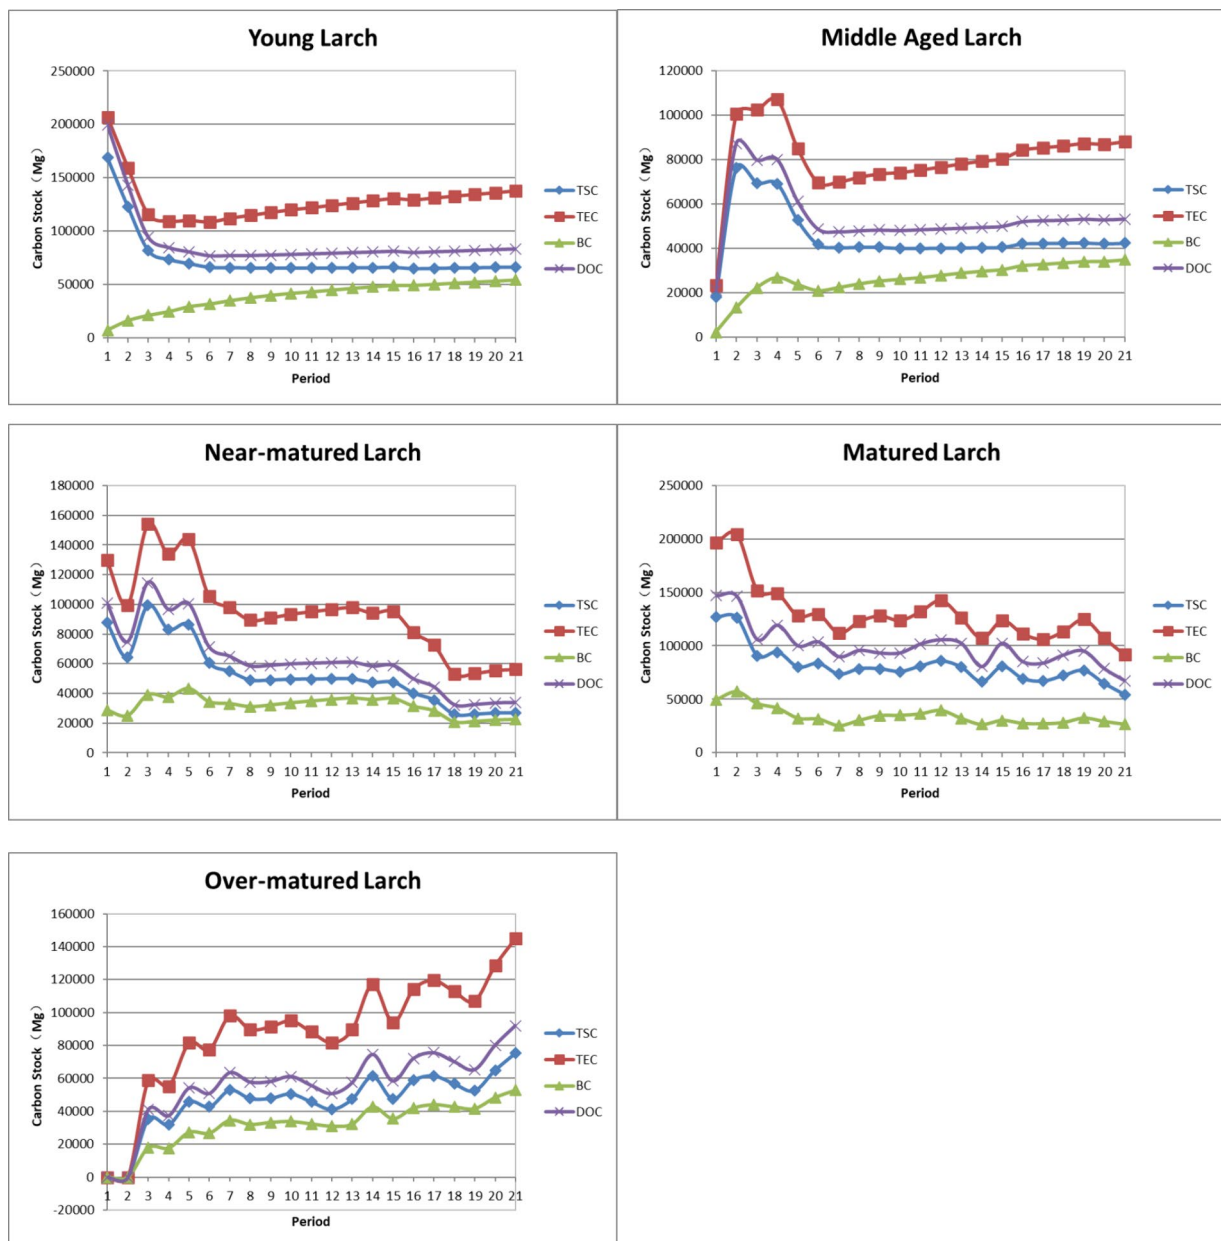 Young Larch
Carbon Stock（Mg）
250000
200000
150000
100000
50000
0
1 2 3 4 5 6 7 8 9 10 11 12 13 14 15 16 17 18 19 20 21
Period
TSC
TEC
BC
DOC
Middle Aged Larch
Carbon Stock（Mg）
120000
100000
80000
60000
40000
20000
0
1 2 3 4 5 6 7 8 9 10 11 12 13 14 15 16 17 18 19 20 21
Period
TSC
TEC
BC
DOC
Near-matured Larch
Carbon Stock（Mg）
180000
160000
140000
120000
100000
80000
60000
40000
20000
0
1 2 3 4 5 6 7 8 9 10 11 12 13 14 15 16 17 18 19 20 21
Period
TSC
TEC
BC
DOC
Matured Larch
Carbon Stock（Mg）
250000
200000
150000
100000
50000
0
1 2 3 4 5 6 7 8 9 10 11 12 13 14 15 16 17 18 19 20 21
Period
TSC
TEC
BC
DOC
Over-matured Larch
Carbon Stock（Mg）
160000
140000
120000
100000
80000
60000
40000
20000
0
-20000
1 2 3 4 5 6 7 8 9 10 11 12 13 14 15 16 17 18 19 20 21
Period
TSC
TEC
BC
DOC